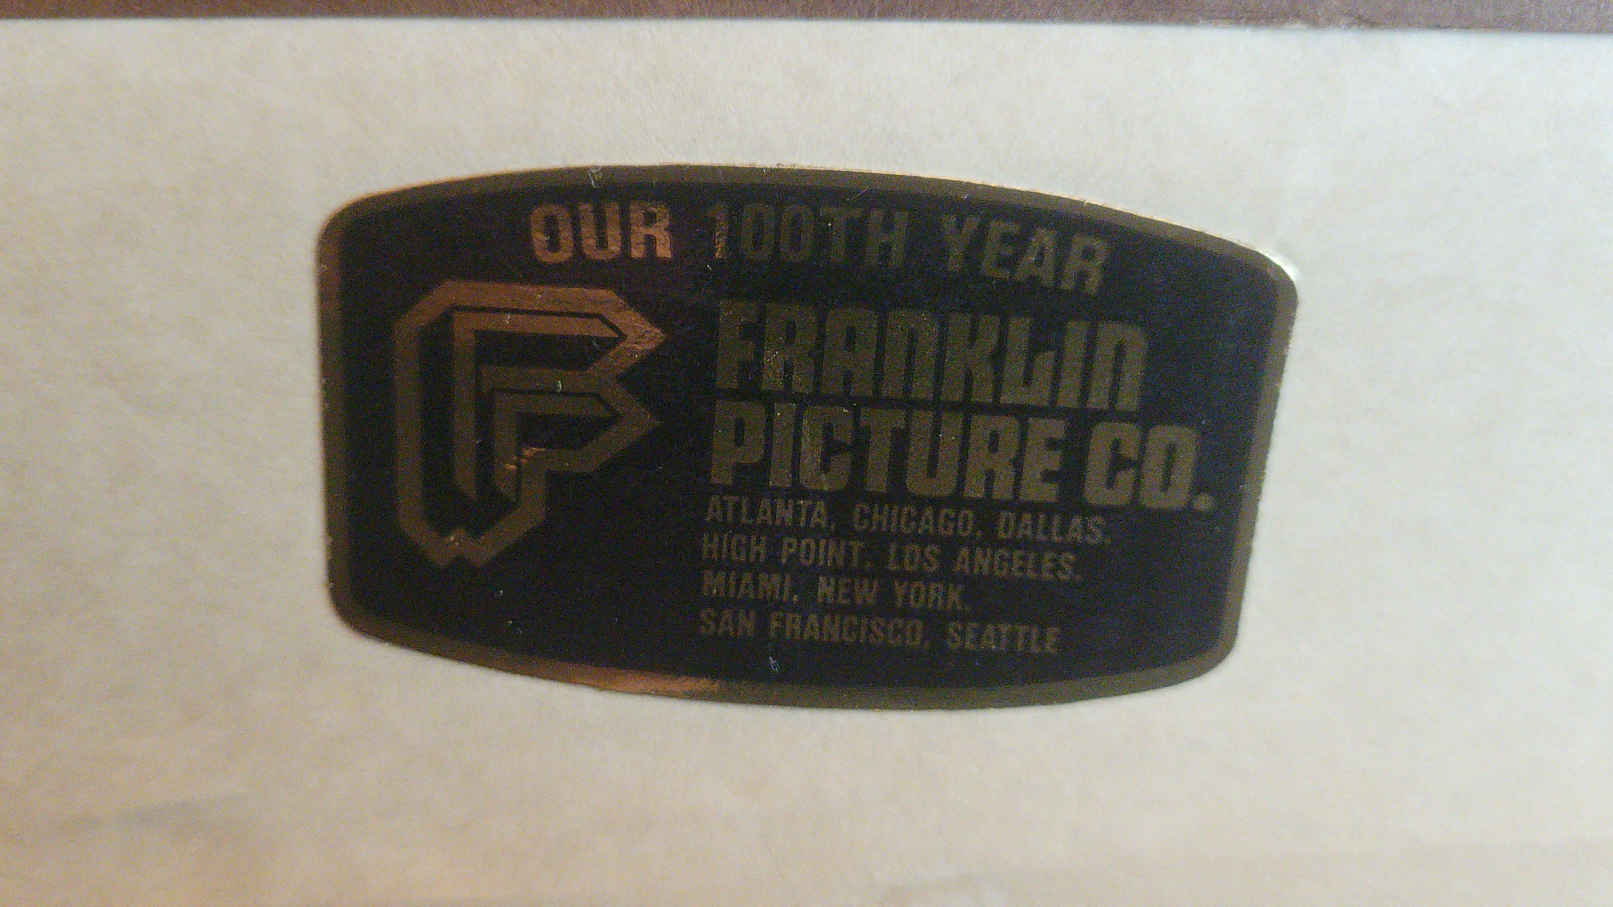 OUR 100TH YEAR
FRANKLIN
PICTURE CO.
ATLANTA, CHICAGO, DALLAS,
HIGH POINT, LOS ANGELES,
MIAMI, NEW YORK,
SAN FRANCISCO, SEATTLE